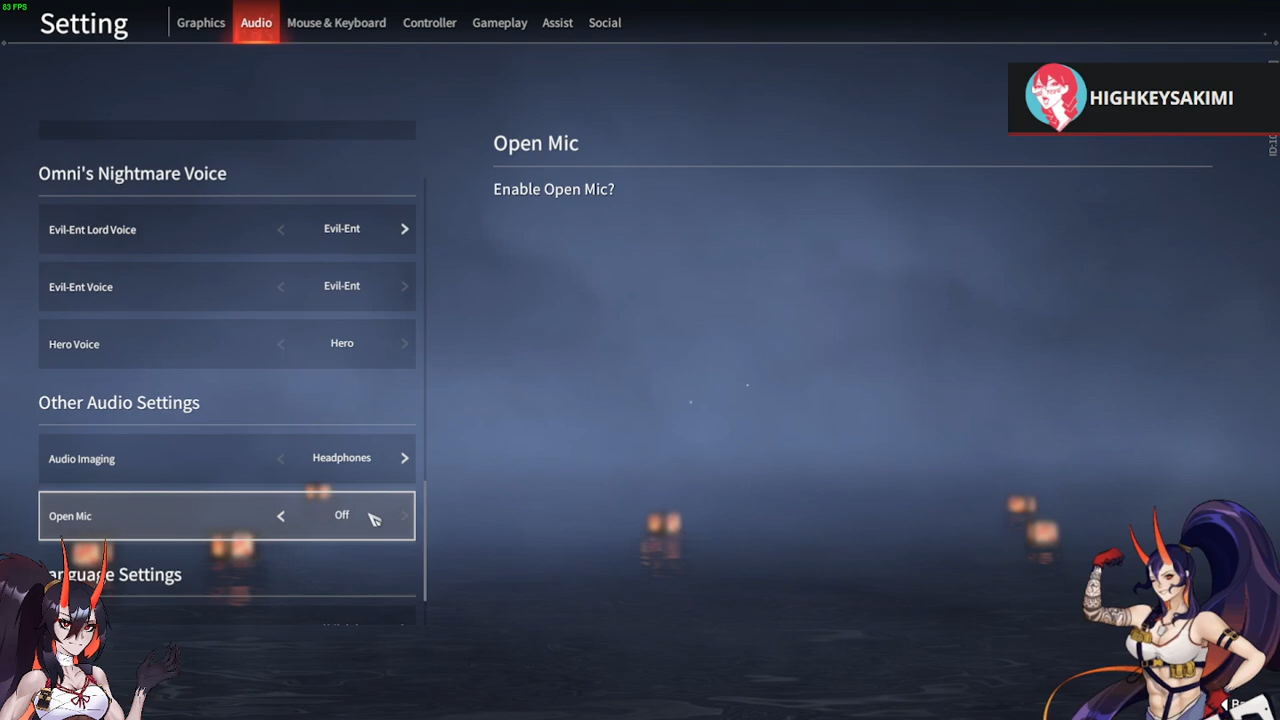 83 FPS
Setting
Graphics
Audio
Mouse & Keyboard
Controller
Gameplay
Assist
Social
HIGHKEYSAKIMI
Omni's Nightmare Voice
Evil-Ent Lord Voice
Evil-Ent
Evil-Ent Voice
Evil-Ent
Hero Voice
Hero
Other Audio Settings
Audio Imaging
Headphones
Open Mic
Off
anguage Settings
Open Mic
Enable Open Mic?